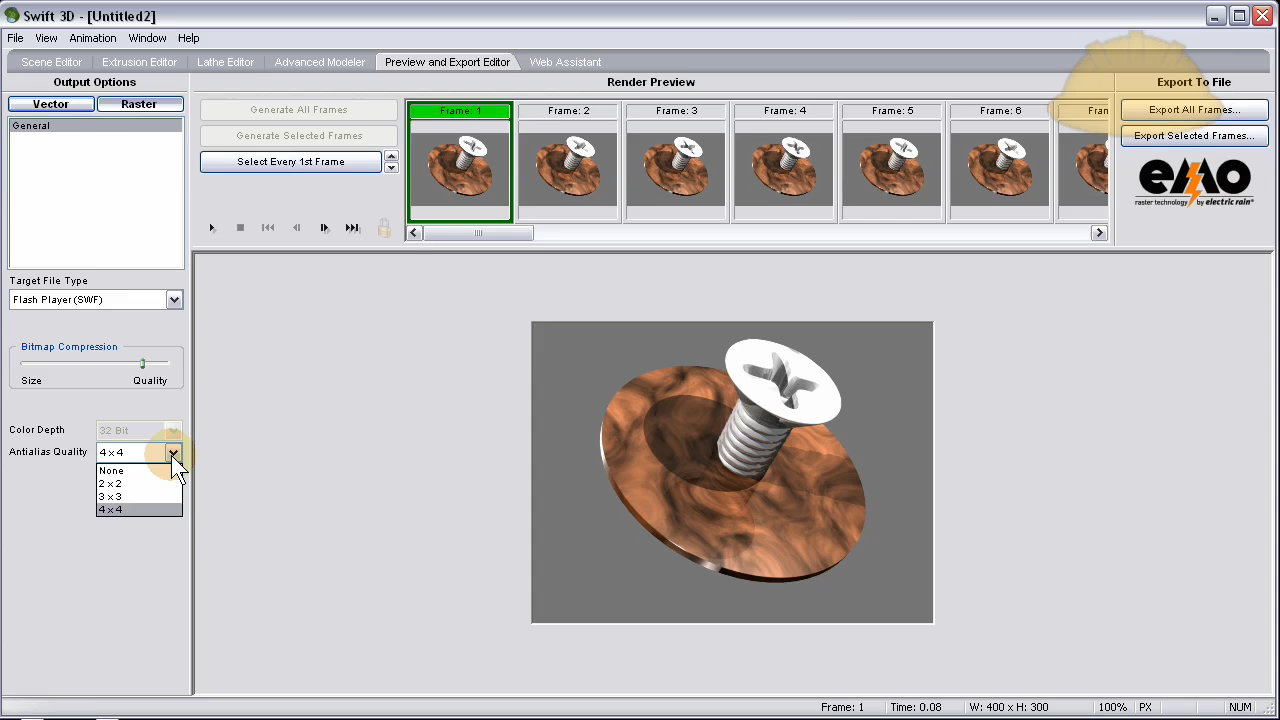 Swift 3D - [Untitled2]
File View Animation Window Help
Scene Editor Extrusion Editor Lathe Editor Advanced Modeler Preview and Export Editor Web Assistant
Output Options
Render Preview
Export To File
Vector Raster
General
Generate All Frames
Generate Selected Frames
Select Every 1st Frame
Frame: 1 Frame: 2 Frame: 3 Frame: 4 Frame: 5 Frame: 6 Fran
Export All Frames...
Export Selected Frames...
emo
raster technology by electric rain®
Target File Type
Flash Player (SWF)
Bitmap Compression
Size Quality
Color Depth 32 Bit
Antialias Quality 4 x 4
None
2 x 2
3 x 3
4 x 4
Frame: 1 Time: 0.08 W: 400 x H: 300 100% PX NUM